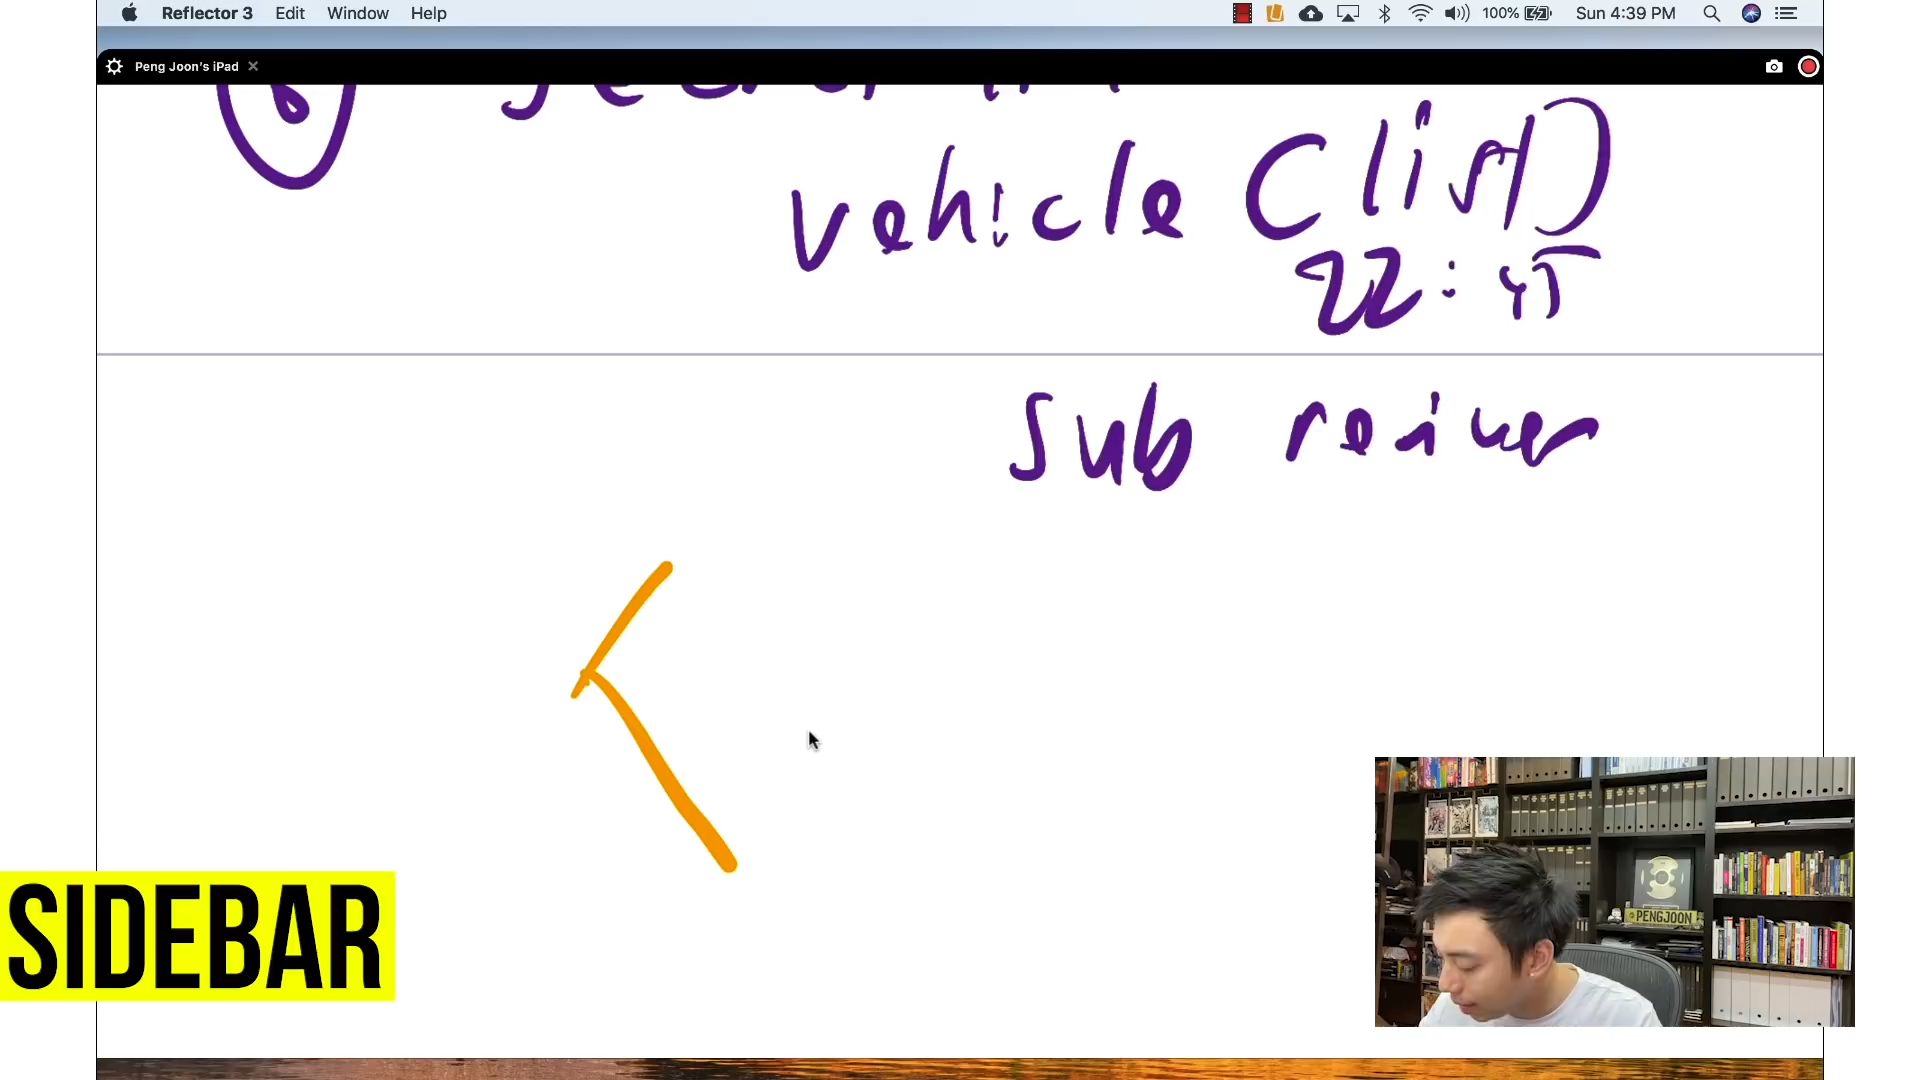 Reflector 3 Edit Window Help 100% Sun 4:39 PM
Peng Joon's iPad
vehicle (list)
22:45
sub
PENGJOON
SIDEBAR